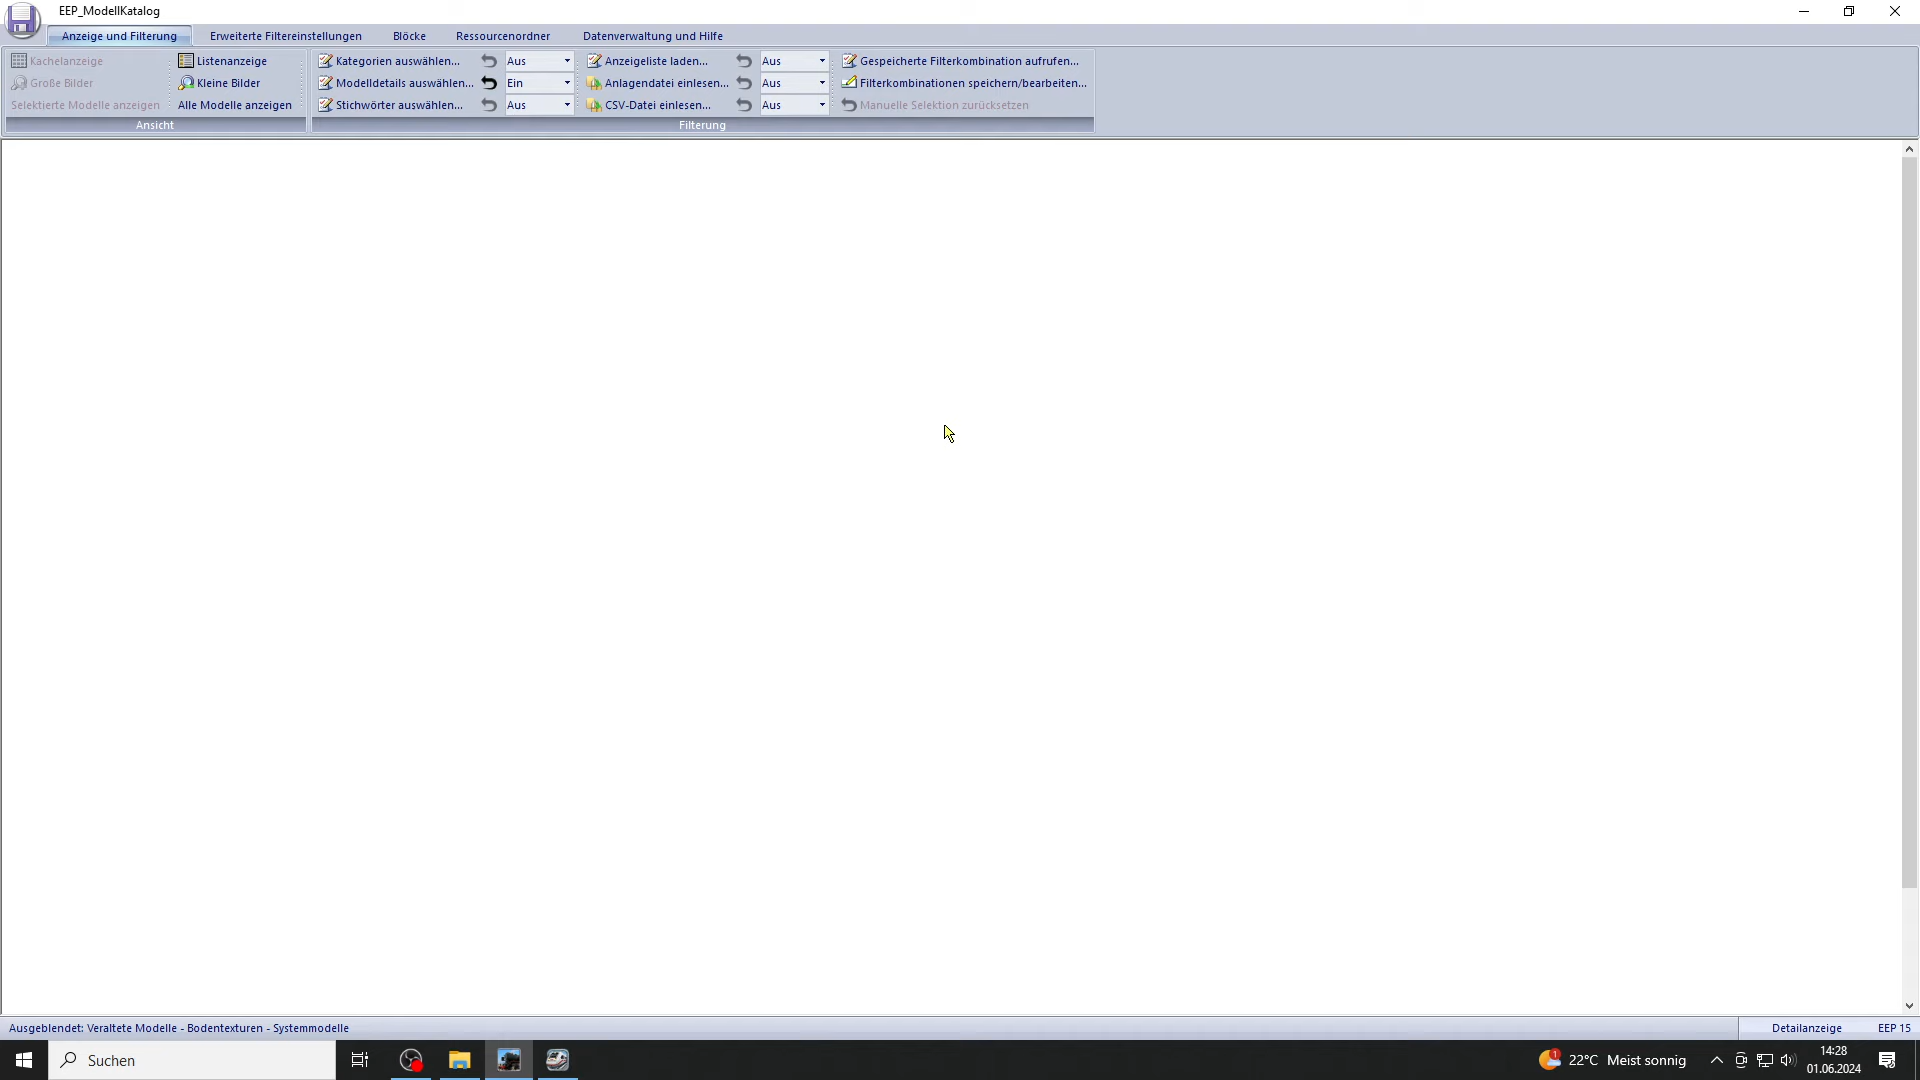 EEP_ModellKatalog
Anzeige und Filterung Erweiterte Filtereinstellungen Blöcke Ressourcenordner Datenverwaltung und Hilfe
Kachelanzeige Listenanzeige Kategorien auswählen... Aus Anzeigeliste laden... Aus Gespeicherte Filterkombination aufrufen...
Große Bilder Kleine Bilder Modelldetails auswählen... Ein Anlagendatei einlesen... Aus Filterkombinationen speichern/bearbeiten...
Selektierte Modelle anzeigen Alle Modelle anzeigen Stichwörter auswählen... Aus CSV-Datei einlesen... Aus Manuelle Selektion zurücksetzen
Ansicht Filterung
Ausgeblendet: Veraltete Modelle - Bodentexturen - Systemmodelle Detailanzeige EEP 15
Suchen 1 22°C Meist sonnig 14:28
01.06.2024